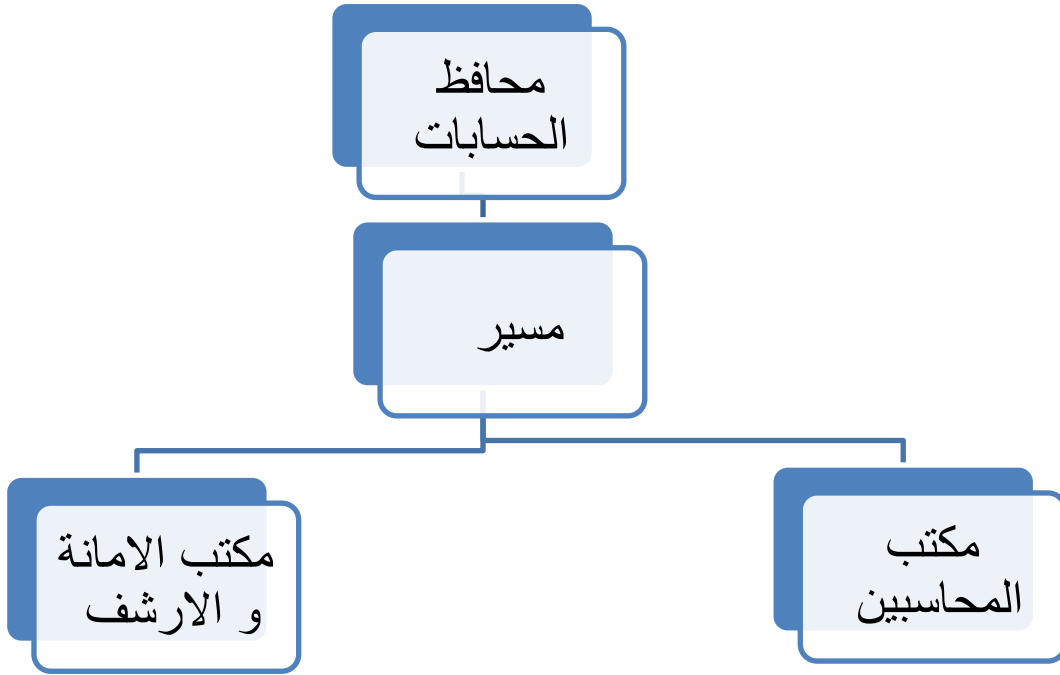 محافظ
الحسابات
مسير
مكتب
المحاسبين
مكتب الامانة
و الارشف